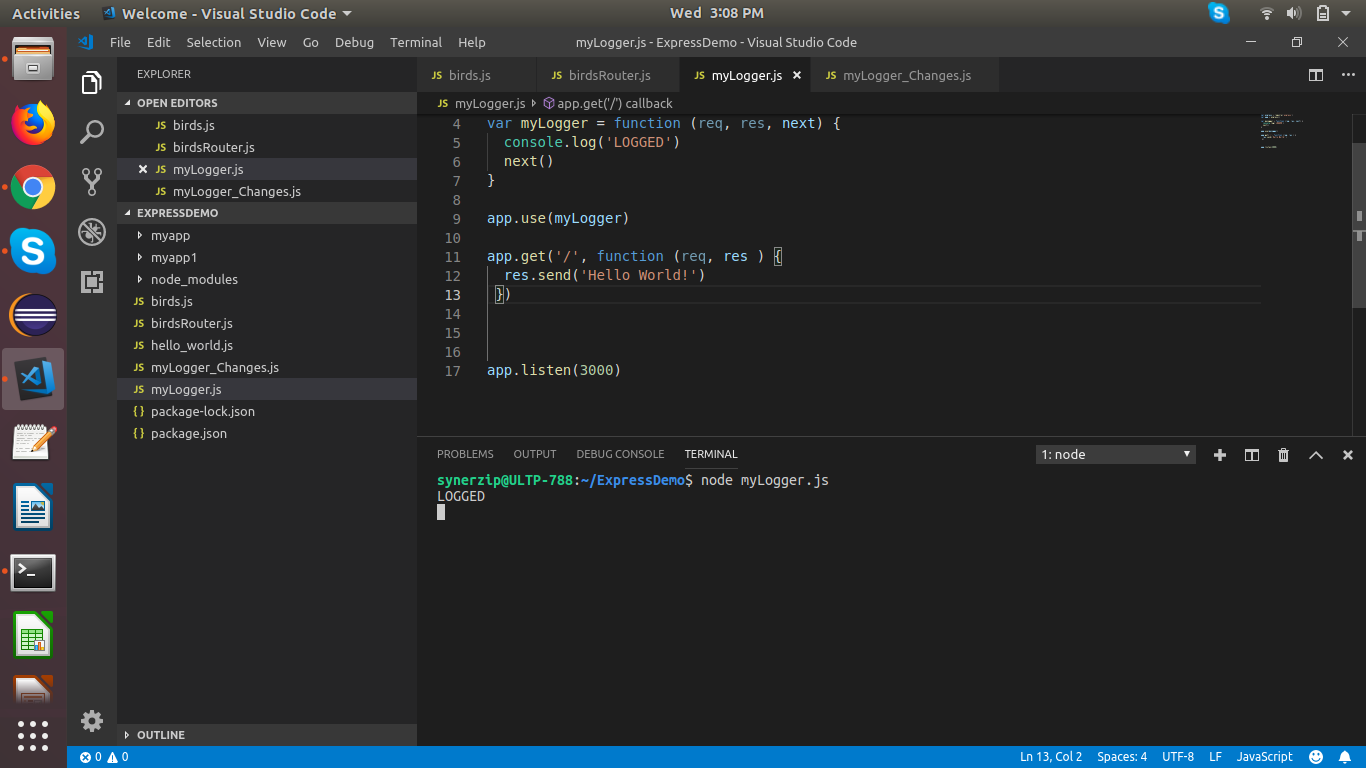 Activities Welcome - Visual Studio Code Wed 3:08 PM
File Edit Selection View Go Debug Terminal Help myLogger.js - ExpressDemo - Visual Studio Code
EXPLORER
OPEN EDITORS
JS birds.js
JS birdsRouter.js
JS myLogger.js
JS myLogger_Changes.js
EXPRESSDEMO
myapp
myapp1
node_modules
JS birds.js
JS birdsRouter.js
JS hello_world.js
JS myLogger_Changes.js
JS myLogger.js
{} package-lock.json
{} package.json
OUTLINE
JS birds.js JS birdsRouter.js JS myLogger.js JS myLogger_Changes.js
JS myLogger.js app.get('/') callback
4 var myLogger = function (req, res, next) {
5 console.log('LOGGED')
6 next()
7 }
8
9 app.use(myLogger)
10
11 app.get('/', function (req, res ) {
12 res.send('Hello World!')
13 })
14
15
16
17 app.listen(3000)
PROBLEMS OUTPUT DEBUG CONSOLE TERMINAL 1: node
synerzip@ULTP-788:~/ExpressDemo$ node myLogger.js
LOGGED
0 0 Ln 13, Col 2 Spaces: 4 UTF-8 LF JavaScript